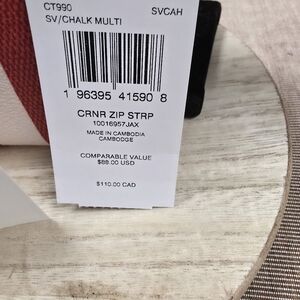 CT990 SVCAH
SV/CHALK MULTI
1 96395 41590 8
CRNR ZIP STRP
10016957JAX
MADE IN CAMBODIA
CAMBODGE
COMPARABLE VALUE
$88.00 USD
$110.00 CAD